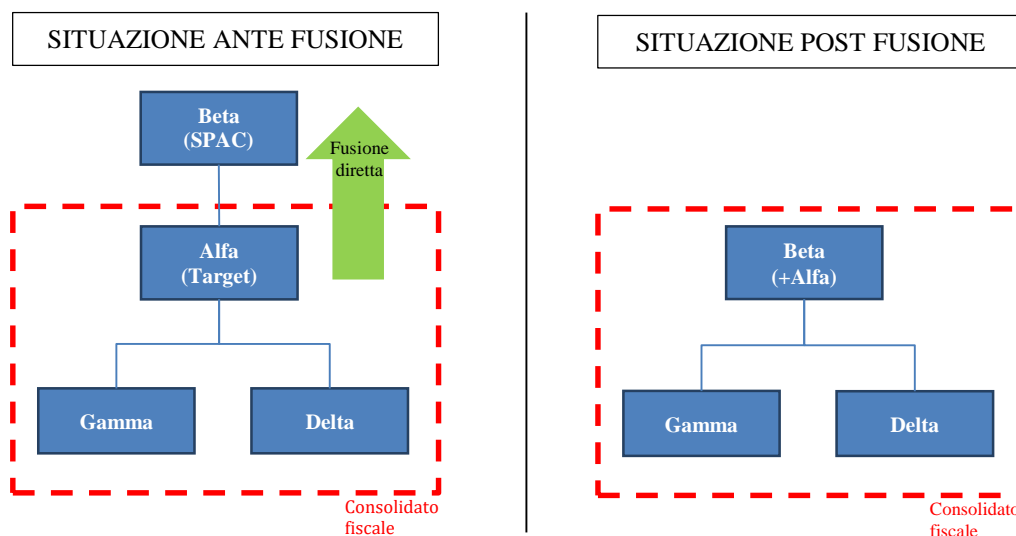 SITUAZIONE ANTE FUSIONE
Beta
(SPAC)
Fusione
diretta
Alfa
(Target)
Gamma
Delta
Consolidato
fiscale
SITUAZIONE POST FUSIONE
Beta
(+Alfa)
Gamma
Delta
Consolidato
fiscale